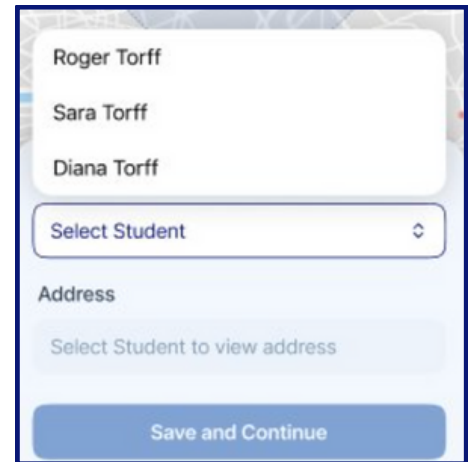 Roger Torff
Sara Torff
Diana Torff
Select Student
Address
Select Student to view address
Save and Continue